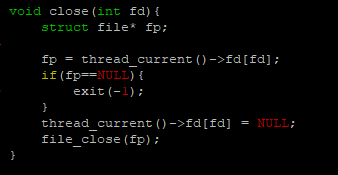 void close(int fd){
    struct file* fp;

    fp = thread_current()->fd[fd];
    if(fp==NULL){
        exit(-1);
    }
    thread_current()->fd[fd] = NULL;
    file_close(fp);
}